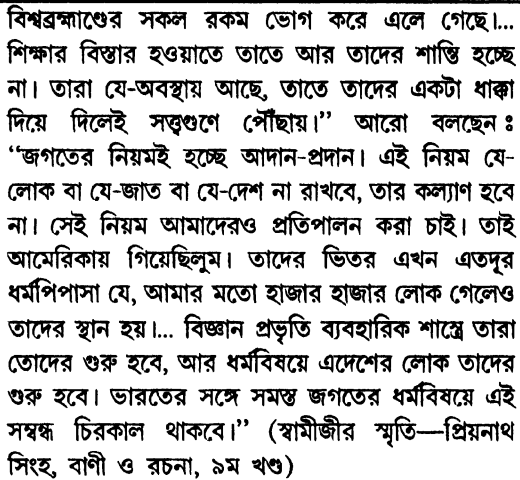 বিশ্বব্রহ্মাণ্ডের সকল রকম ভোগ করে এলে গেছে।...
শিক্ষার বিস্তার হওয়াতে তাতে আর তাদের শান্তি হচ্ছে
না। তারা যে-অবস্থায় আছে, তাতে তাদের একটা ধাক্কা
দিয়ে দিলেই সত্ত্বগুণে পৌঁছায়।” আরো বলছেন ঃ
“জগতের নিয়মই হচ্ছে আদান-প্রদান। এই নিয়ম যে-
লোক বা যে-জাত বা যে-দেশ না রাখবে, তার কল্যাণ হবে
না। সেই নিয়ম আমাদেরও প্রতিপালন করা চাই। তাই
আমেরিকায় গিয়েছিলুম। তাদের ভিতর এখন এতদূর
ধর্মপিপাসা যে, আমার মতো হাজার হাজার লোক গেলেও
তাদের স্থান হয়।... বিজ্ঞান প্রভৃতি ব্যবহারিক শাস্ত্রে তারা
তোদের গুরু হবে, আর ধর্মবিষয়ে এদেশের লোক তাদের
গুরু হবে। ভারতের সঙ্গে সমস্ত জগতের ধর্মবিষয়ে এই
সম্বন্ধ চিরকাল থাকবে।” (স্বামীজীর স্মৃতি—প্রিয়নাথ
সিংহ, বাণী ও রচনা, ৯ম খণ্ড)